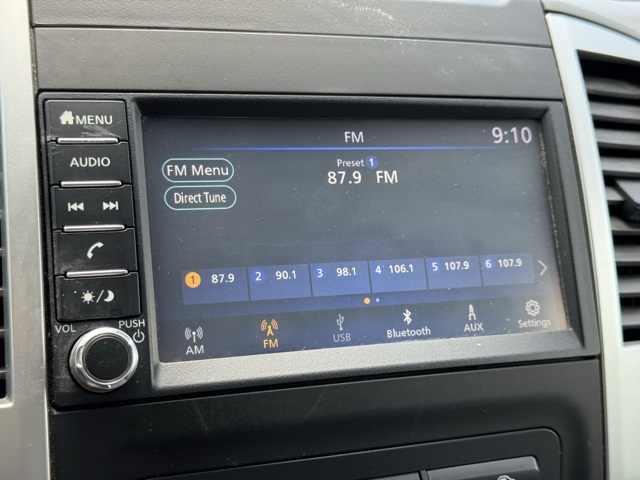 MENU
AUDIO
VOL
PUSH
FM
9:10
FM Menu
Direct Tune
Preset 1
87.9 FM
1 87.9
2 90.1
3 98.1
4 106.1
5 107.9
6 107.9
AM
FM
USB
Bluetooth
AUX
Settings